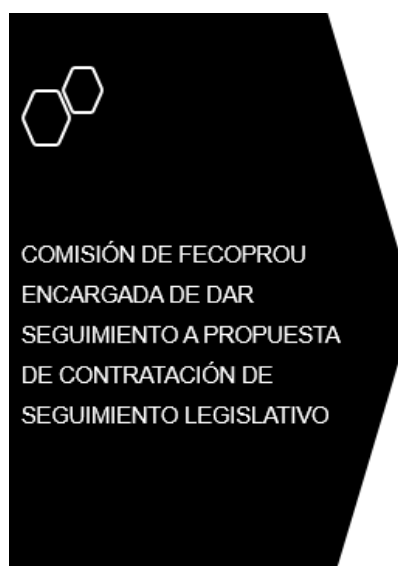 COMISIÓN DE FECOPROU
ENCARGADA DE DAR
SEGUIMIENTO A PROPUESTA
DE CONTRATACIÓN DE
SEGUIMIENTO LEGISLATIVO